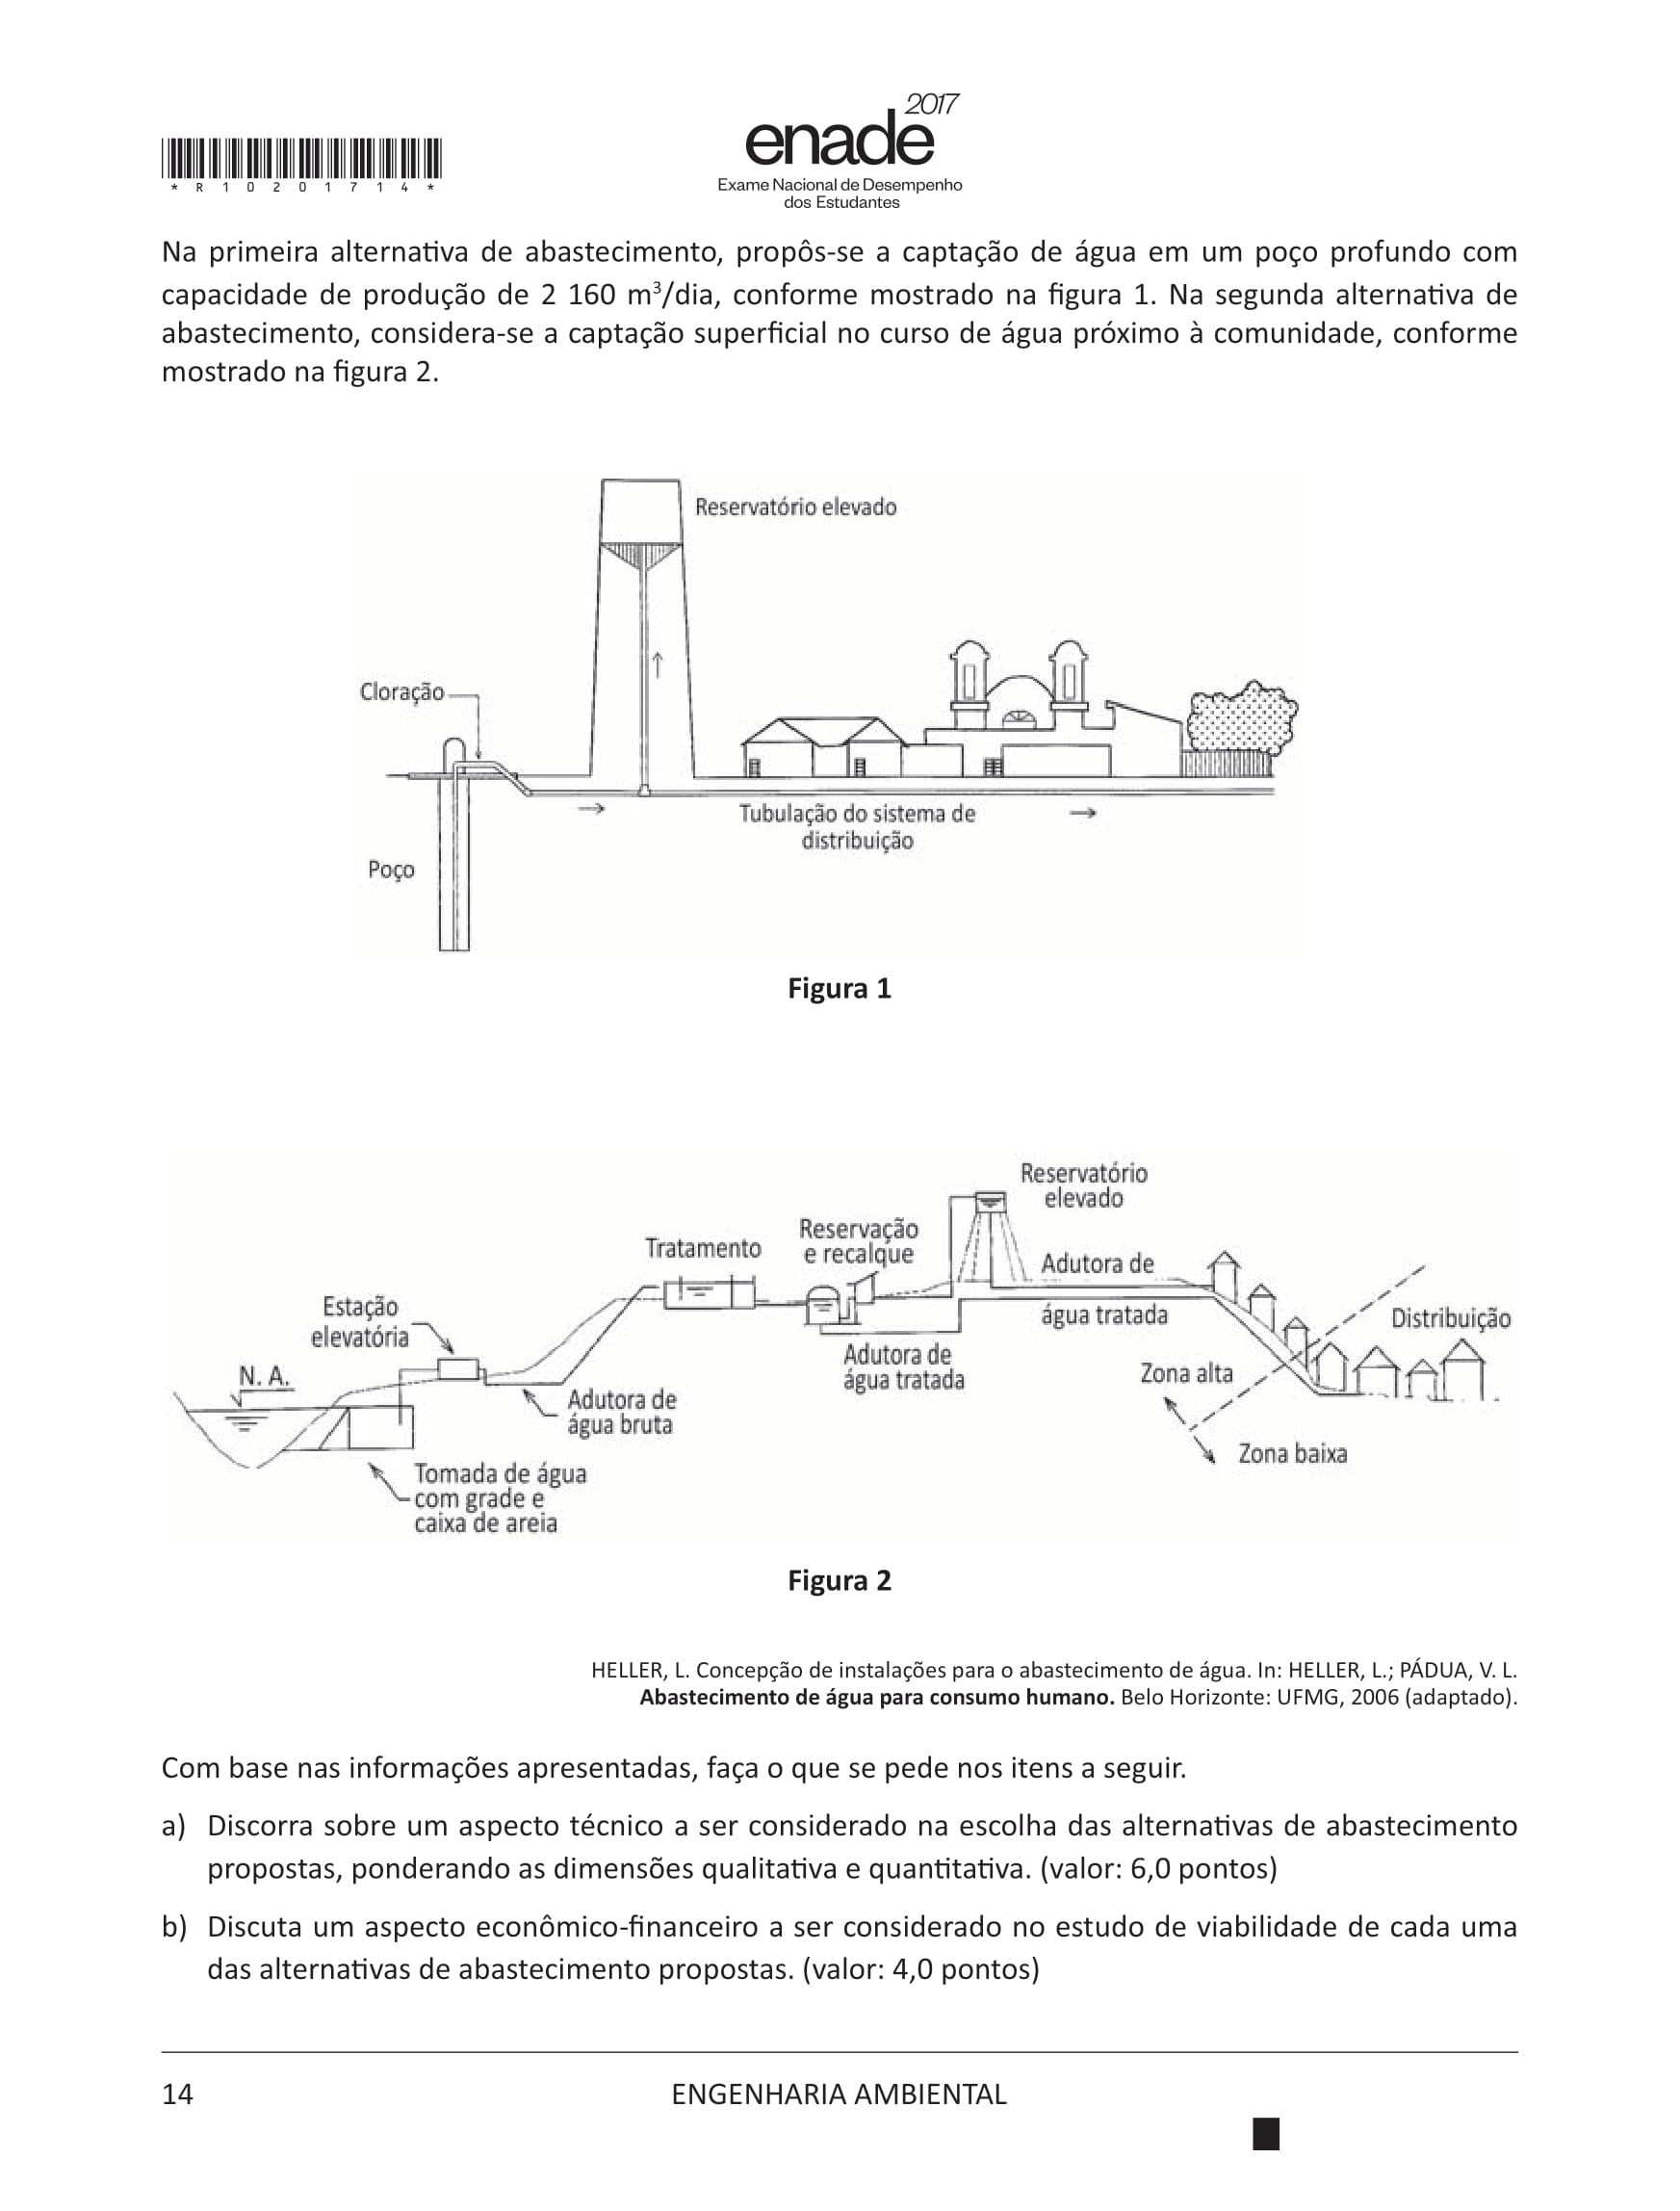 2017
enade
Exame Nacional de Desempenho
dos Estudantes
* R 1 0 2 0 1 7 1 4 *
Na primeira alternativa de abastecimento, propôs-se a captação de água em um poço profundo com
capacidade de produção de 2 160 m³/dia, conforme mostrado na figura 1. Na segunda alternativa de
abastecimento, considera-se a captação superficial no curso de água próximo à comunidade, conforme
mostrado na figura 2.
Reservatório elevado
Cloração
Tubulação do sistema de
distribuição
Poço
Figura 1
Reservatório
elevado
Reservação
e recalque
Tratamento
Adutora de
água tratada
Estação
elevatória
Distribuição
Adutora de
água tratada
N. A.
Zona alta
Adutora de
água bruta
Zona baixa
Tomada de água
com grade e
caixa de areia
Figura 2
HELLER, L. Concepção de instalações para o abastecimento de água. In: HELLER, L.; PÁDUA, V. L.
Abastecimento de água para consumo humano. Belo Horizonte: UFMG, 2006 (adaptado).
Com base nas informações apresentadas, faça o que se pede nos itens a seguir.
a) Discorra sobre um aspecto técnico a ser considerado na escolha das alternativas de abastecimento
propostas, ponderando as dimensões qualitativa e quantitativa. (valor: 6,0 pontos)
b) Discuta um aspecto econômico-financeiro a ser considerado no estudo de viabilidade de cada uma
das alternativas de abastecimento propostas. (valor: 4,0 pontos)
14
ENGENHARIA AMBIENTAL